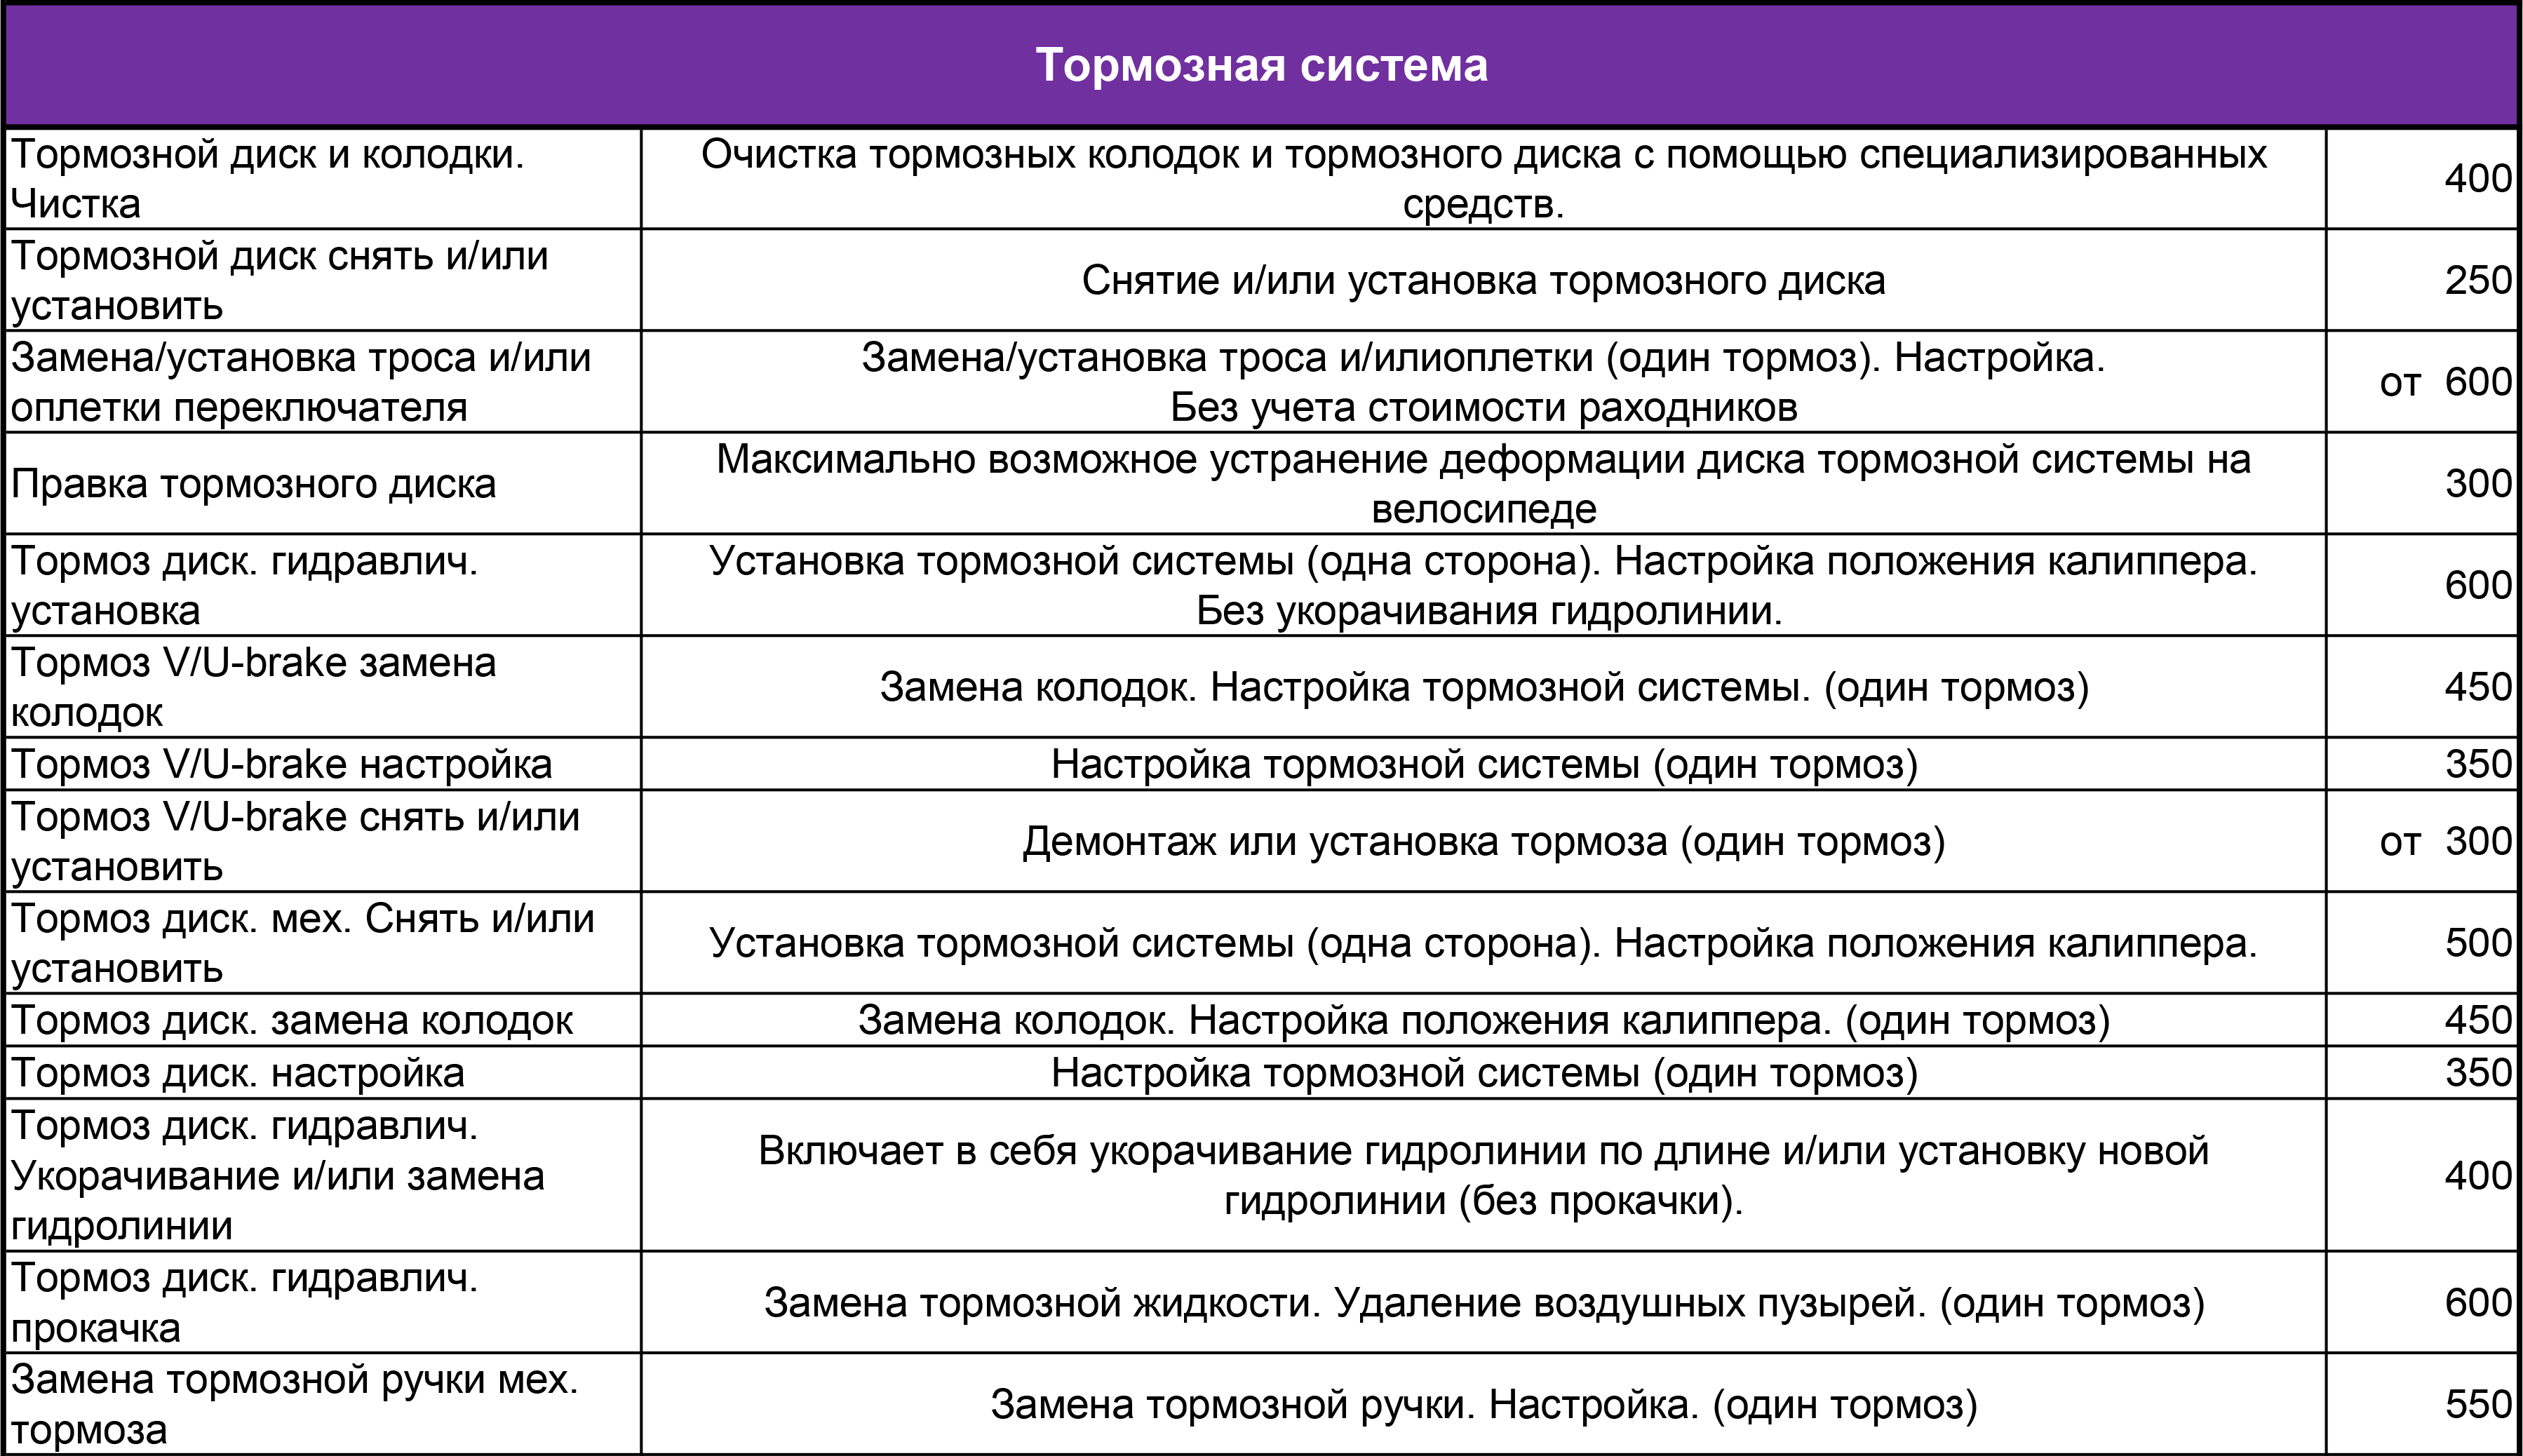 Тормозная система
Тормозной диск и колодки.
Чистка
Очистка тормозных колодок и тормозного диска с помощью специализированных
средств.
400
Тормозной диск снять и/или
установить
Снятие и/или установка тормозного диска
250
Замена/установка троса и/или
оплетки переключателя
Замена/установка троса и/илиоплетки (один тормоз). Настройка.
Без учета стоимости раходников
от 600
Правка тормозного диска
Максимально возможное устранение деформации диска тормозной системы на
велосипеде
300
Тормоз диск. гидравлич.
установка
Установка тормозной системы (одна сторона). Настройка положения калиппера.
Без укорачивания гидролинии.
600
Тормоз V/U-brake замена
колодок
Замена колодок. Настройка тормозной системы. (один тормоз)
450
Тормоз V/U-brake настройка
Настройка тормозной системы (один тормоз)
350
Тормоз V/U-brake снять и/или
установить
Демонтаж или установка тормоза (один тормоз)
от 300
Тормоз диск. мех. Снять и/или
установить
Установка тормозной системы (одна сторона). Настройка положения калиппера.
500
Тормоз диск. замена колодок
Замена колодок. Настройка положения калиппера. (один тормоз)
450
Тормоз диск. настройка
Настройка тормозной системы (один тормоз)
350
Тормоз диск. гидравлич.
Укорачивание и/или замена
гидролинии
Включает в себя укорачивание гидролинии по длине и/или установку новой
гидролинии (без прокачки).
400
Тормоз диск. гидравлич.
прокачка
Замена тормозной жидкости. Удаление воздушных пузырей. (один тормоз)
600
Замена тормозной ручки мех.
тормоза
Замена тормозной ручки. Настройка. (один тормоз)
550